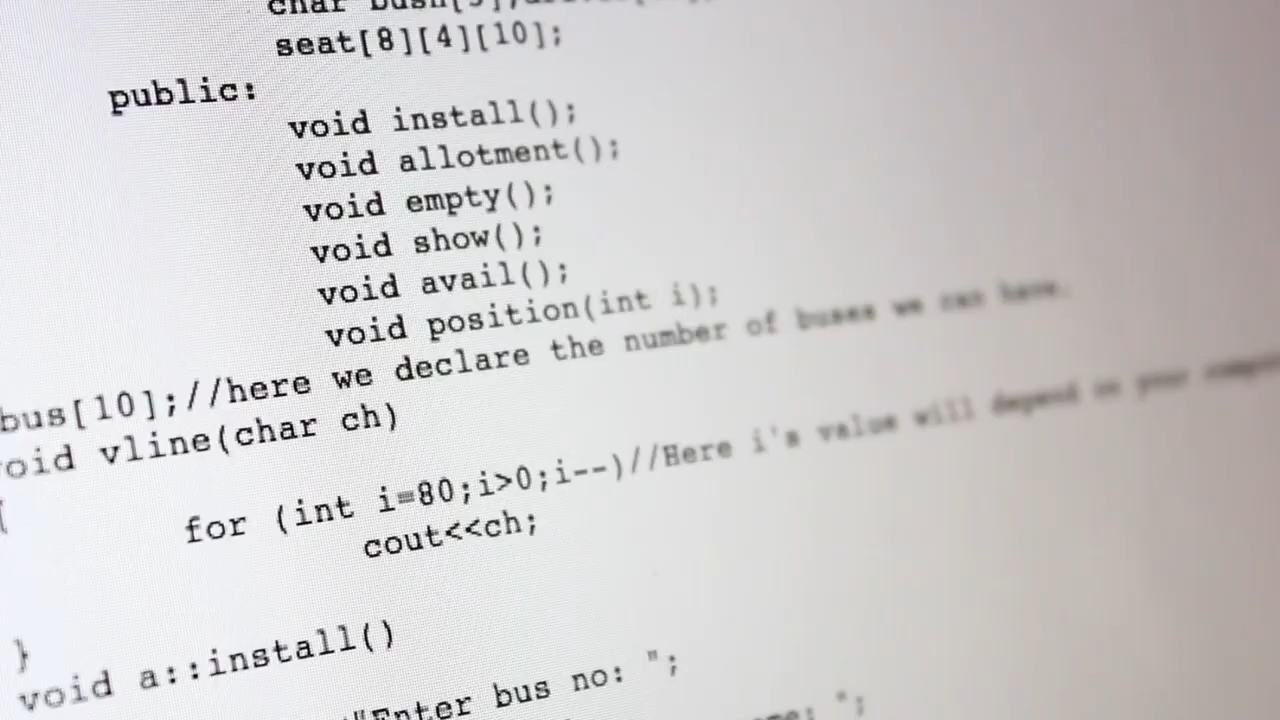 seat[8][4][10];
public:
void install();
void allotment();
void empty();
void show();
void avail();
void position(int i);
bus[10];//here we declare the number of buses we can have.
void vline(char ch)
{
for (int i=80;i>0;i--)//Here i's value will depend on your
cout<<ch;
}
void a::install()
"Enter bus no: ";
";